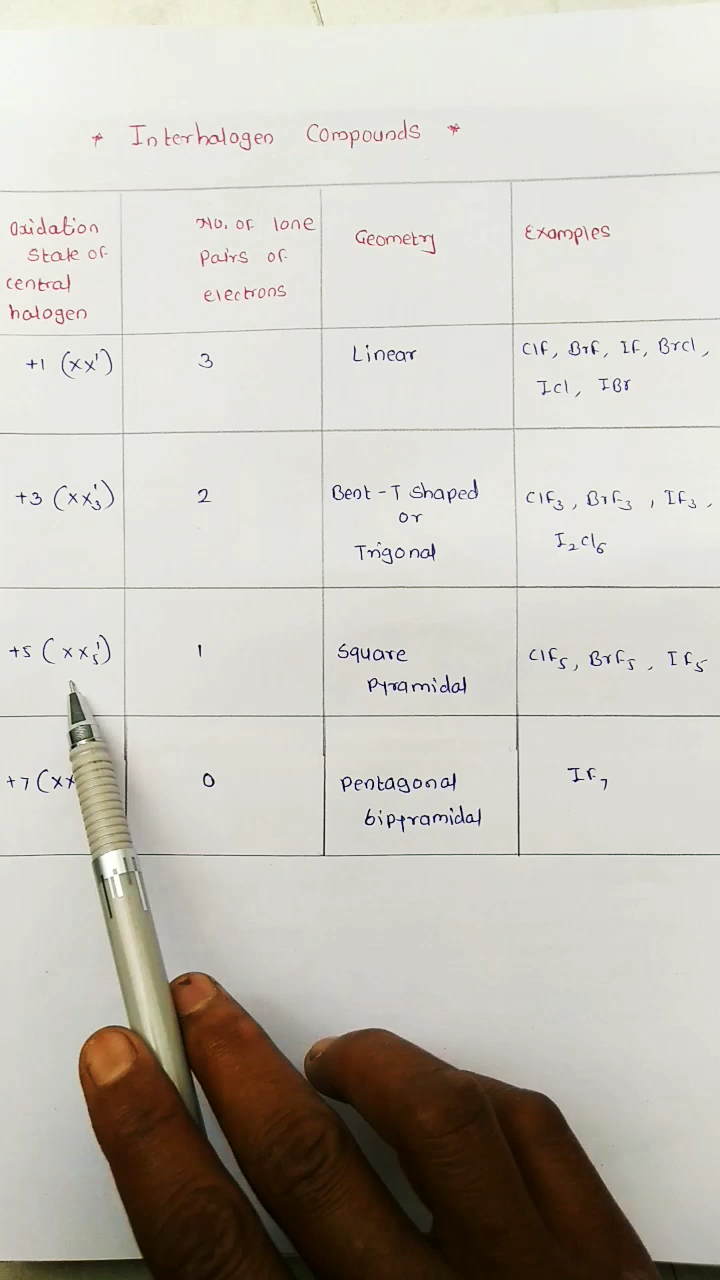 * Interhalogen Compounds *
Oxidation State of central halogen
No. of lone Pairs of electrons
Geometry
Examples
+1 (XX')
3
Linear
ClF, BrF, IF, BrCl,
ICl, IBr
+3 (XX'₃)
2
Bent-T Shaped
or
Trigonal
ClF₃, BrF₃, IF₃,
I₂Cl₆
+5 (XX'₅)
1
Square
Pyramidal
ClF₅, BrF₅, IF₅
+7 (XX
0
Pentagonal
bipyramidal
IF₇